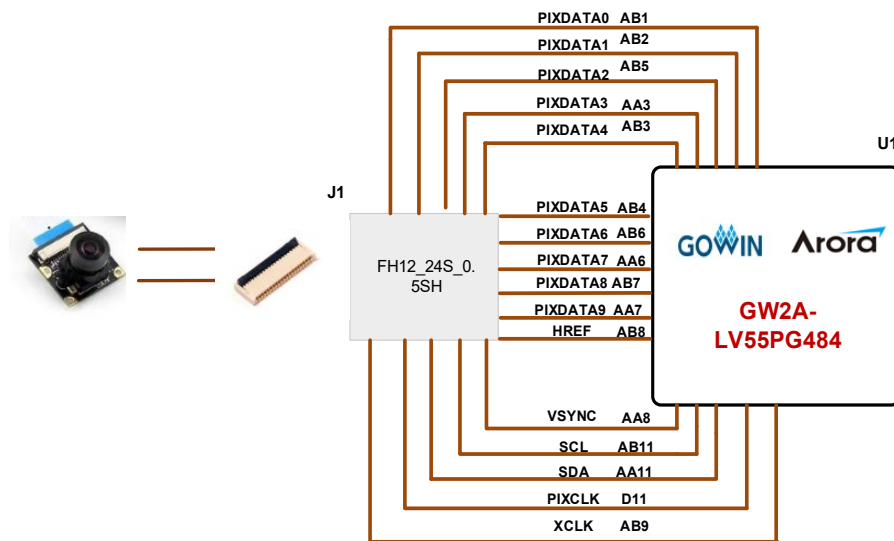 PIXDATA0 AB1
PIXDATA1 AB2
PIXDATA2 AB5
PIXDATA3 AA3
PIXDATA4 AB3
U1
J1
PIXDATA5 AB4
PIXDATA6 AB6
PIXDATA7 AA6
PIXDATA8 AB7
PIXDATA9 AA7
HREF AB8
FH12_24S_0.
5SH
GOWIN Arora
GW2A-
LV55PG484
VSYNC AA8
SCL AB11
SDA AA11
PIXCLK D11
XCLK AB9